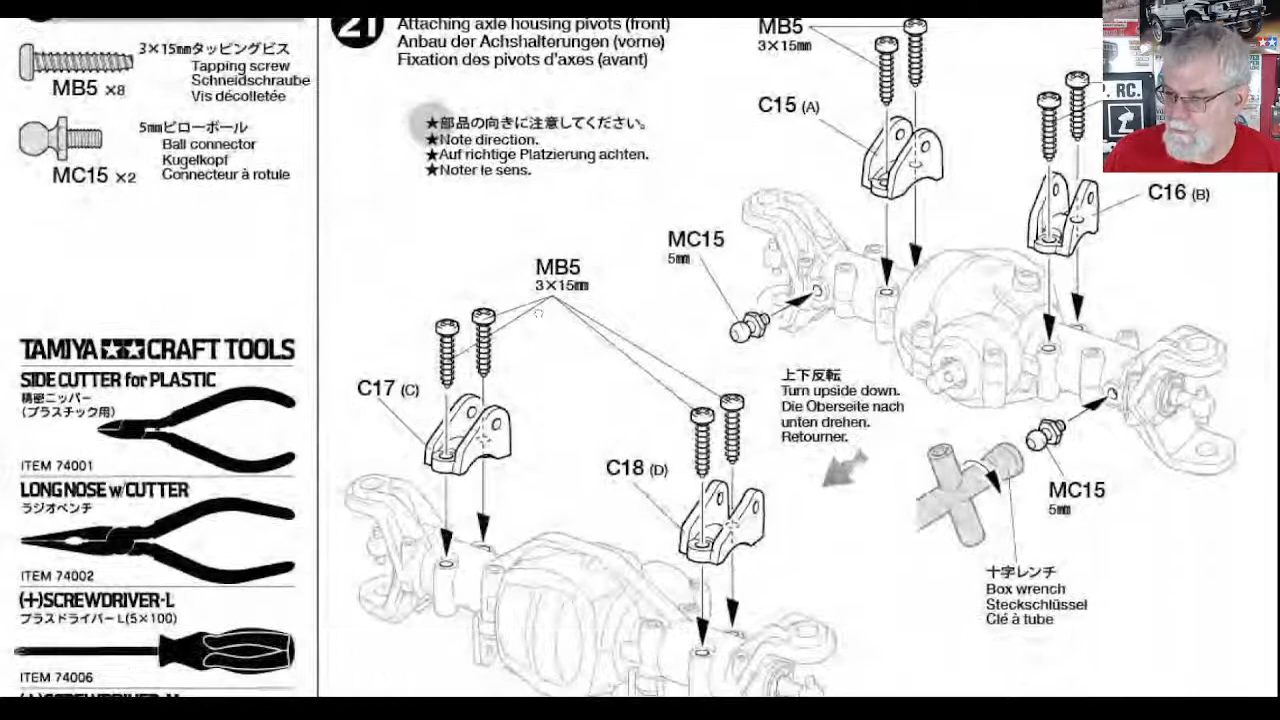 3×15㎜タッピングビス
Tapping screw
Schneidschraube
Vis décolletée
MB5 ×8
5㎜ピローボール
Ball connector
Kugelkopf
Connecteur à rotule
MC15 ×2
TAMIYA CRAFT TOOLS
SIDE CUTTER for PLASTIC
精密ニッパー
(プラスチック用)
ITEM 74001
LONG NOSE w/CUTTER
ラジオペンチ
ITEM 74002
(+)SCREWDRIVER-L
プラスドライバーL(5×100)
ITEM 74006
21
Attaching axle housing pivots (front)
Anbau der Achshalterungen (vorne)
Fixation des pivots d'axes (avant)
★部品の向きに注意してください。
★Note direction.
★Auf richtige Platzierung achten.
★Noter le sens.
MB5
3×15㎜
C15 (A)
C16 (B)
MC15
5㎜
MB5
3×15㎜
C17 (C)
C18 (D)
上下反転
Turn upside down.
Die Oberseite nach
unten drehen.
Retourner.
MC15
5㎜
十字レンチ
Box wrench
Steckschlüssel
Clé à tube
RC.